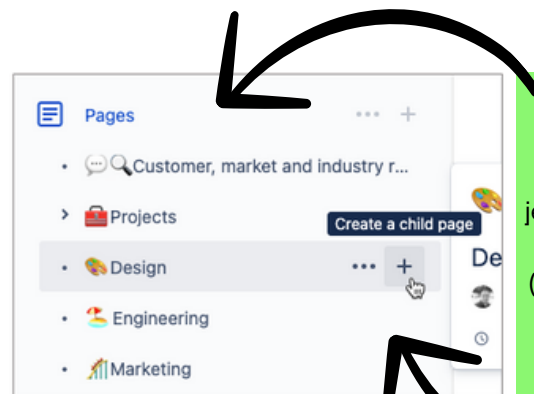 Pages
Customer, market and industry r...
Projects
Create a child page
Design
De
Engineering
Marketing